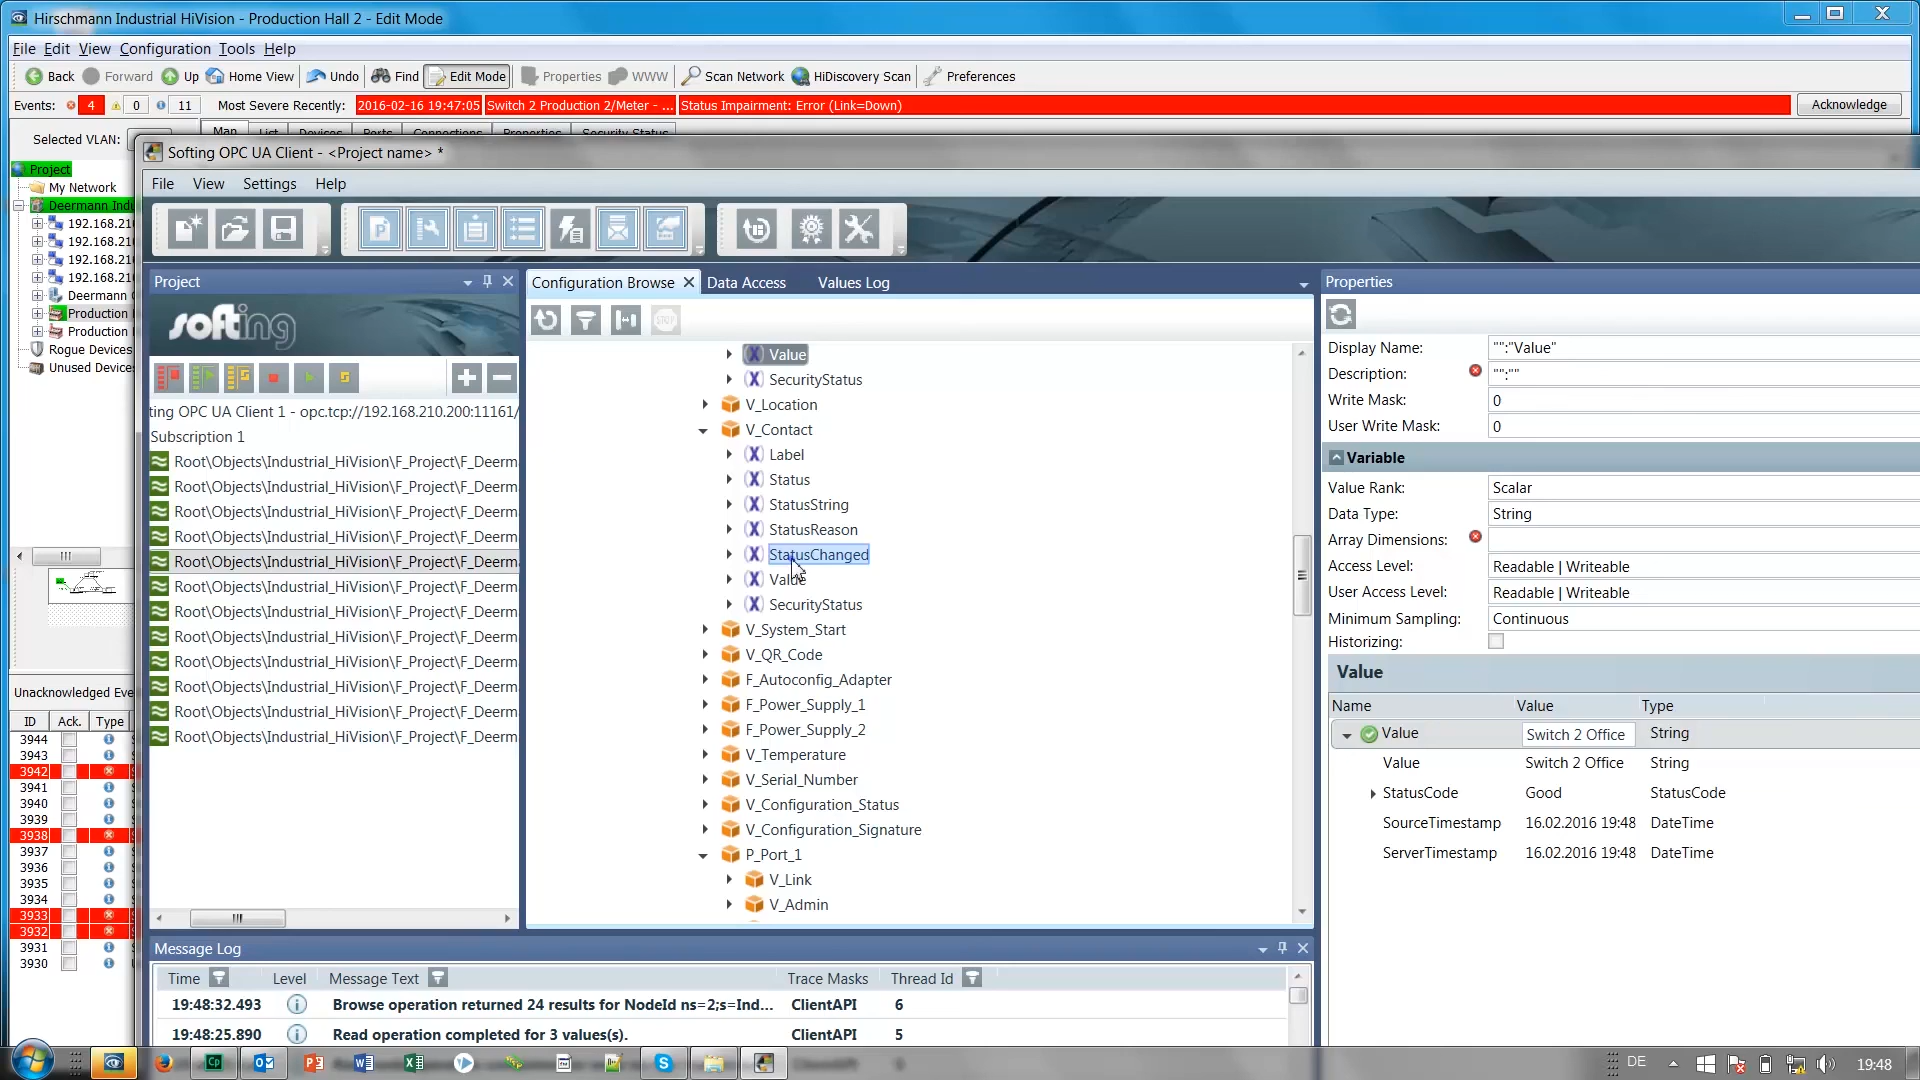 Hirschmann Industrial HiVision - Production Hall 2 - Edit Mode
File Edit View Configuration Tools Help
Back Forward Up Home View Undo Find Edit Mode Properties WWW Scan Network HiDiscovery Scan Preferences
Events: 4 0 11 Most Severe Recently: 2016-02-16 19:47:05 Switch 2 Production 2/Meter - ... Status Impairment: Error (Link=Down) Acknowledge
Selected VLAN: Map List Devices Ports Connections Properties Security Status
Softing OPC UA Client - <Project name> *
File View Settings Help
Project
My Network
Deermann Indu
192.168.210
192.168.210
192.168.210
192.168.210
Deermann
Production
Production
Rogue Devices
Unused Device
Unacknowledged Eve
ID Ack. Type
3944
3943
3942
3941
3940
3939
3938
3937
3936
3935
3934
3933
3932
3931
3930
Project
softing
ting OPC UA Client 1 - opc.tcp://192.168.210.200:11161/
Subscription 1
Root\Objects\Industrial_HiVision\F_Project\F_Deerm
Root\Objects\Industrial_HiVision\F_Project\F_Deerm
Root\Objects\Industrial_HiVision\F_Project\F_Deerm
Root\Objects\Industrial_HiVision\F_Project\F_Deerm
Root\Objects\Industrial_HiVision\F_Project\F_Deerm
Root\Objects\Industrial_HiVision\F_Project\F_Deerm
Root\Objects\Industrial_HiVision\F_Project\F_Deerm
Root\Objects\Industrial_HiVision\F_Project\F_Deerm
Root\Objects\Industrial_HiVision\F_Project\F_Deerm
Root\Objects\Industrial_HiVision\F_Project\F_Deerm
Root\Objects\Industrial_HiVision\F_Project\F_Deerm
Root\Objects\Industrial_HiVision\F_Project\F_Deerm
Configuration Browse Data Access Values Log
STOP
Value
SecurityStatus
V_Location
V_Contact
Label
Status
StatusString
StatusReason
StatusChanged
Value
SecurityStatus
V_System_Start
V_QR_Code
F_Autoconfig_Adapter
F_Power_Supply_1
F_Power_Supply_2
V_Temperature
V_Serial_Number
V_Configuration_Status
V_Configuration_Signature
P_Port_1
V_Link
V_Admin
Properties
Display Name: "":"Value"
Description: "":""
Write Mask: 0
User Write Mask: 0
Variable
Value Rank: Scalar
Data Type: String
Array Dimensions:
Access Level: Readable | Writeable
User Access Level: Readable | Writeable
Minimum Sampling: Continuous
Historizing:
Value
Name Value Type
Value Switch 2 Office String
Value Switch 2 Office String
StatusCode Good StatusCode
SourceTimestamp 16.02.2016 19:48 DateTime
ServerTimestamp 16.02.2016 19:48 DateTime
Message Log
Time Level Message Text Trace Masks Thread Id
19:48:32.493 Browse operation returned 24 results for NodeId ns=2;s=Ind... ClientAPI 6
19:48:25.890 Read operation completed for 3 values(s). ClientAPI 5
DE 19:48